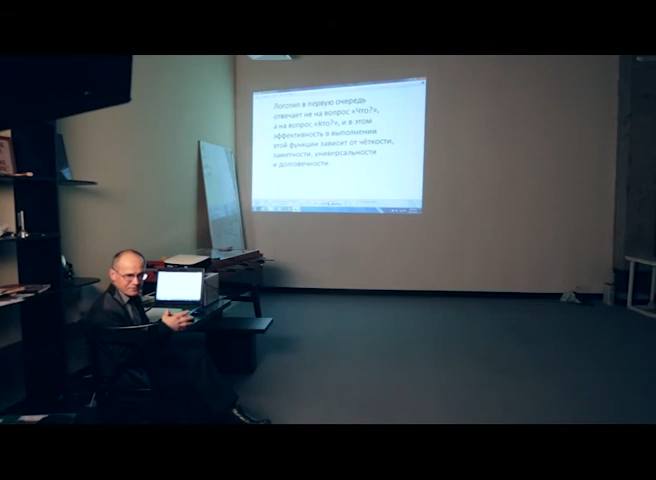 Логотип в первую очередь
отвечает не на вопрос «Что?»,
а на вопрос «Кто?», и в этом
эффективность в выполнении
этой функции зависит от чёткости,
заметности, универсальности
и долговечности.